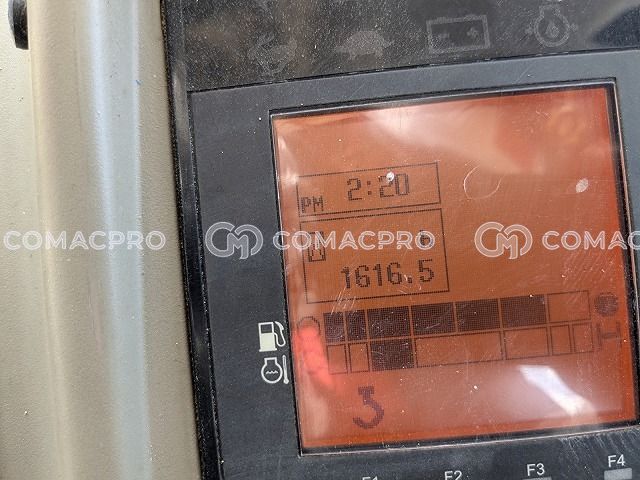 PM 2:20
COMACPRO COMACPRO COMACPRO
1616.5
3
F1 F2 F3 F4